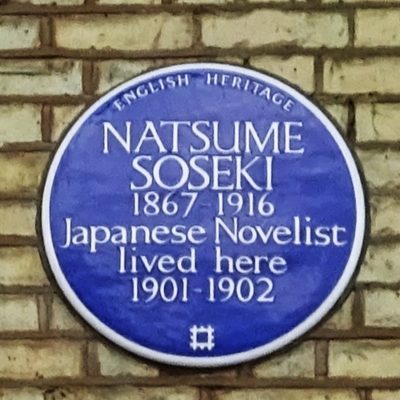 ENGLISH HERITAGE
NATSUME
SOSEKI
1867-1916
Japanese Novelist
lived here
1901-1902